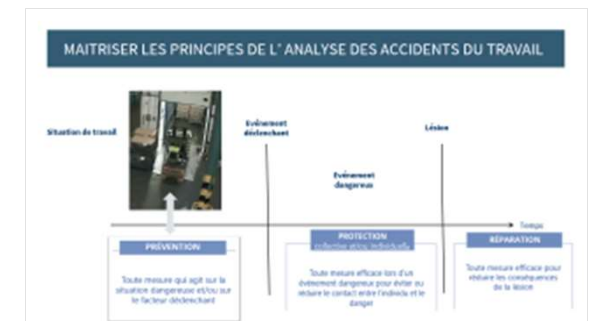 MAITRISER LES PRINCIPES DE L' ANALYSE DES ACCIDENTS DU TRAVAIL
Situation de travail
Evénement
déclenchant
Lésion
Evénement
dangereux
Temps
PRÉVENTION
Toute mesure qui agit sur la
situation dangereuse et/ou sur
le facteur déclenchant
PROTECTION
collective et/ou individuelle
Toute mesure efficace lors d'un
évènement dangereux pour éviter ou
réduire le contact entre l'individu et le
danger
RÉPARATION
Toute mesure efficace pour
réduire les conséquences
de la lésion